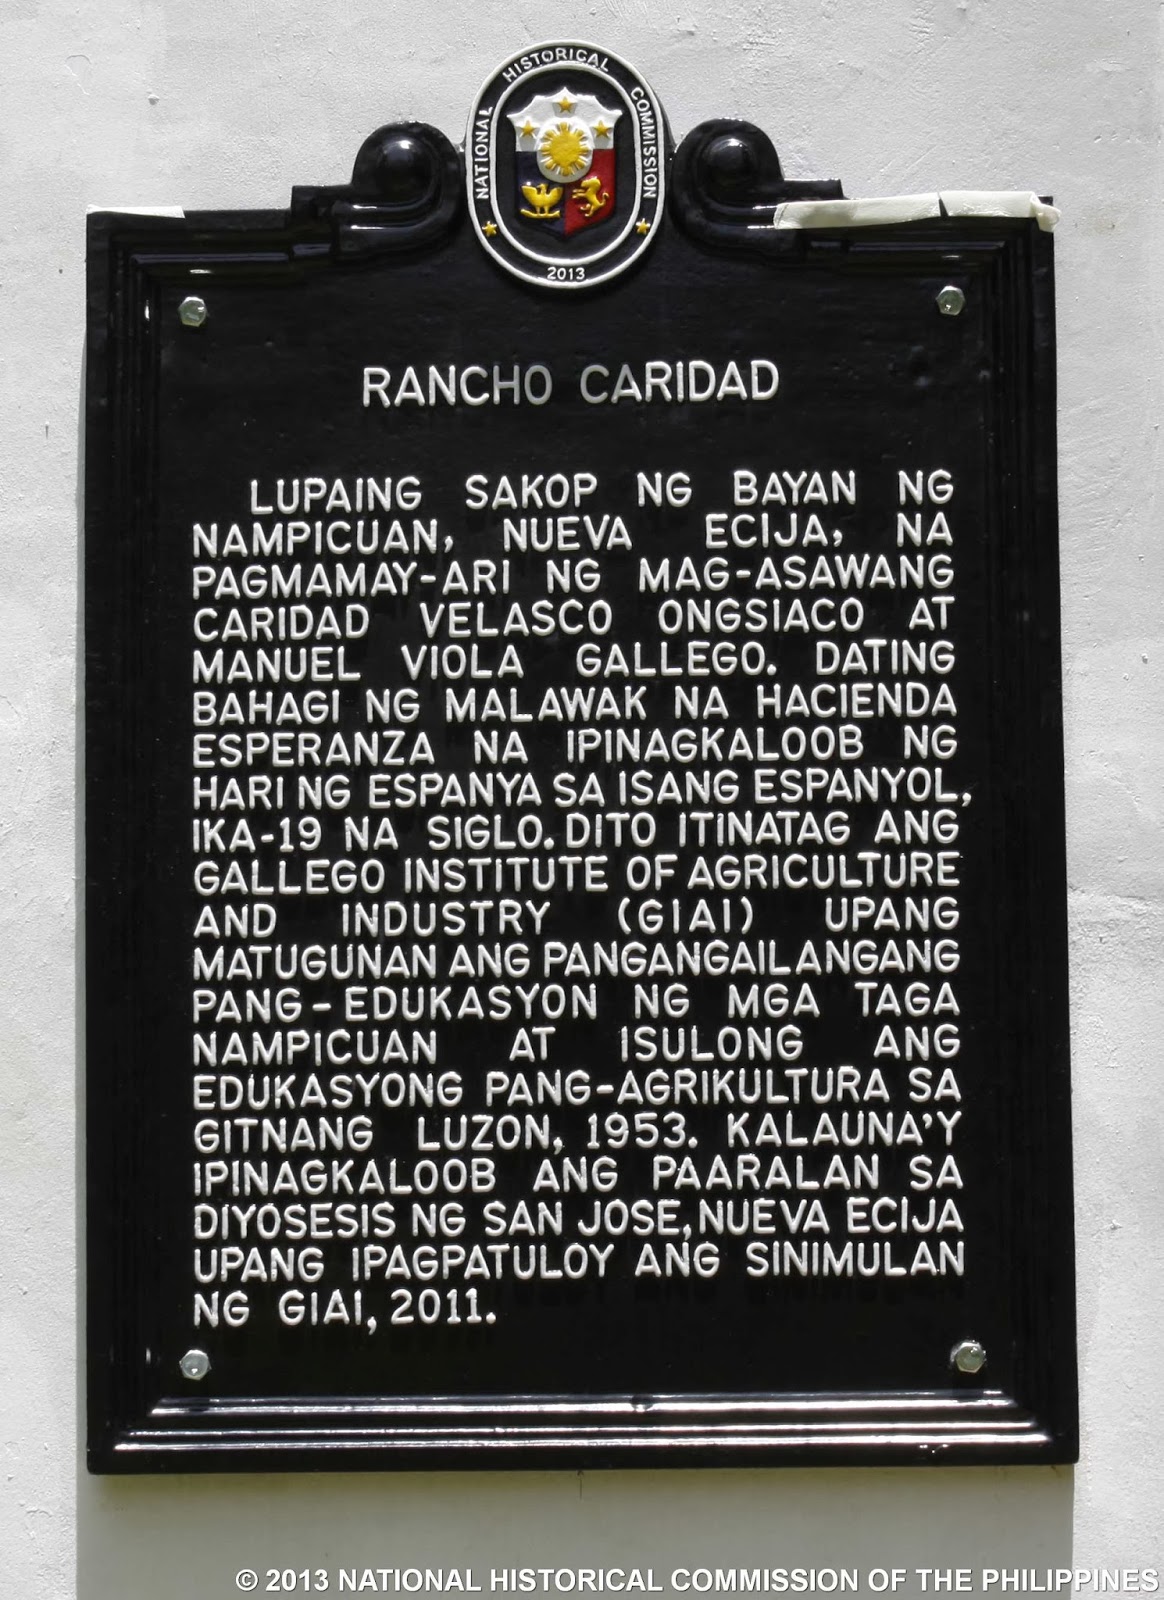 NATIONAL HISTORICAL COMMISSION
2013
RANCHO CARIDAD
LUPAING SAKOP NG BAYAN NG
NAMPICUAN, NUEVA ECIJA, NA
PAGMAMAY-ARI NG MAG-ASAWANG
CARIDAD VELASCO ONGSIACO AT
MANUEL VIOLA GALLEGO. DATING
BAHAGI NG MALAWAK NA HACIENDA
ESPERANZA NA IPINAGKALOOB NG
HARI NG ESPANYA SA ISANG ESPANYOL,
IKA-19 NA SIGLO. DITO ITINATAG ANG
GALLEGO INSTITUTE OF AGRICULTURE
AND INDUSTRY (GIAI) UPANG
MATUGUNAN ANG PANGANGAILANGANG
PANG-EDUKASYON NG MGA TAGA
NAMPICUAN AT ISULONG ANG
EDUKASYONG PANG-AGRIKULTURA SA
GITNANG LUZON, 1953. KALAUNA'Y
IPINAGKALOOB ANG PAARALAN SA
DIYOSESIS NG SAN JOSE, NUEVA ECIJA
UPANG IPAGPATULOY ANG SINIMULAN
NG GIAI, 2011.
© 2013 NATIONAL HISTORICAL COMMISSION OF THE PHILIPPINES